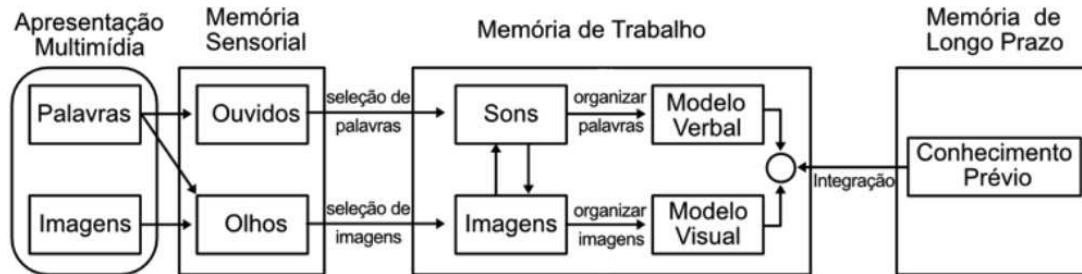 Apresentação
Multimídia
Memória
Sensorial
Memória de Trabalho
Memória de
Longo Prazo
Palavras
Ouvidos
seleção de
palavras
Sons
organizar
palavras
Modelo
Verbal
Integração
Conhecimento
Prévio
Imagens
Olhos
seleção de
imagens
Imagens
organizar
imagens
Modelo
Visual